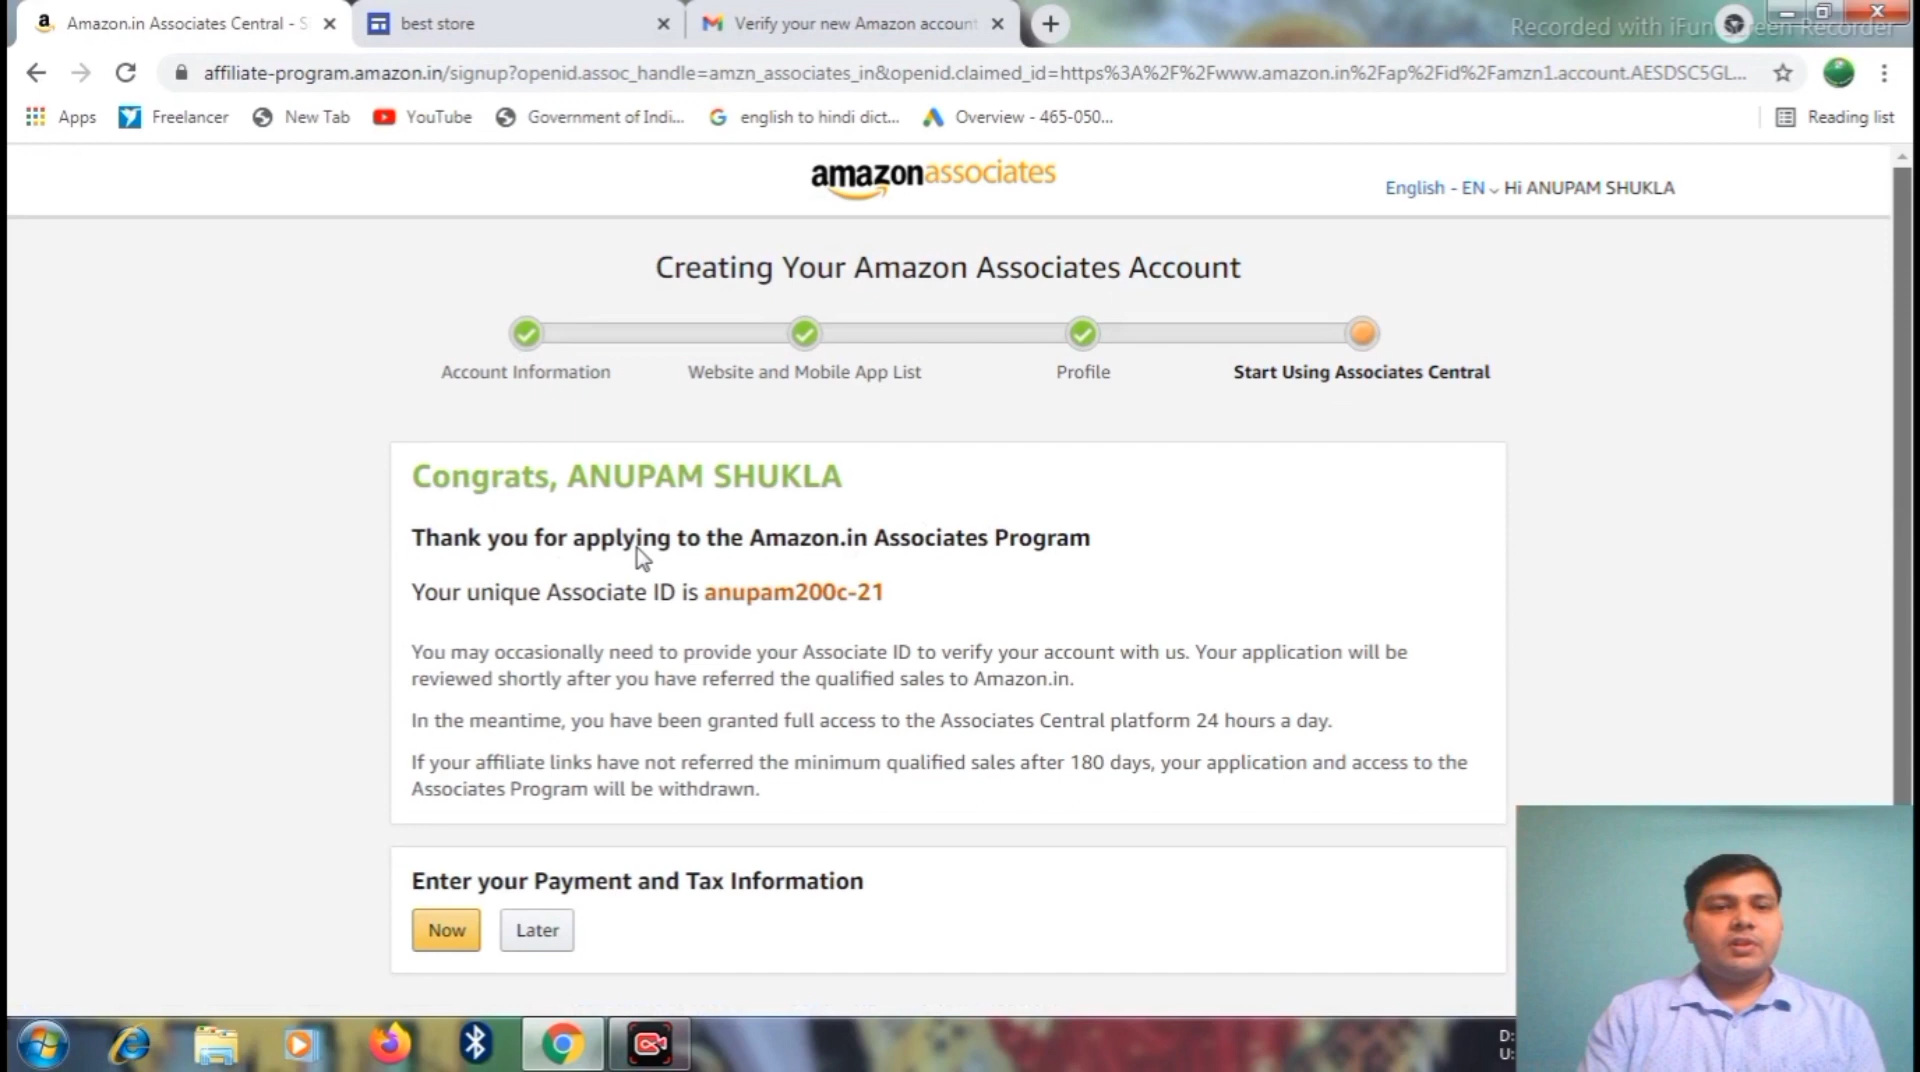 Amazon.in Associates Central - S
best store
Verify your new Amazon account
Recorded with iFun Screen Recorder
affiliate-program.amazon.in/signup?openid.assoc_handle=amzn_associates_in&openid.claimed_id=https%3A%2F%2Fwww.amazon.in%2Fap%2Fid%2Famzn1.account.AESDSC5GL...
Apps
Freelancer
New Tab
YouTube
Government of Indi...
english to hindi dict...
Overview - 465-050...
Reading list
amazonassociates
English - EN Hi ANUPAM SHUKLA
Creating Your Amazon Associates Account
Account Information
Website and Mobile App List
Profile
Start Using Associates Central
Congrats, ANUPAM SHUKLA
Thank you for applying to the Amazon.in Associates Program
Your unique Associate ID is anupam200c-21
You may occasionally need to provide your Associate ID to verify your account with us. Your application will be
reviewed shortly after you have referred the qualified sales to Amazon.in.
In the meantime, you have been granted full access to the Associates Central platform 24 hours a day.
If your affiliate links have not referred the minimum qualified sales after 180 days, your application and access to the
Associates Program will be withdrawn.
Enter your Payment and Tax Information
Now
Later
D:
U: